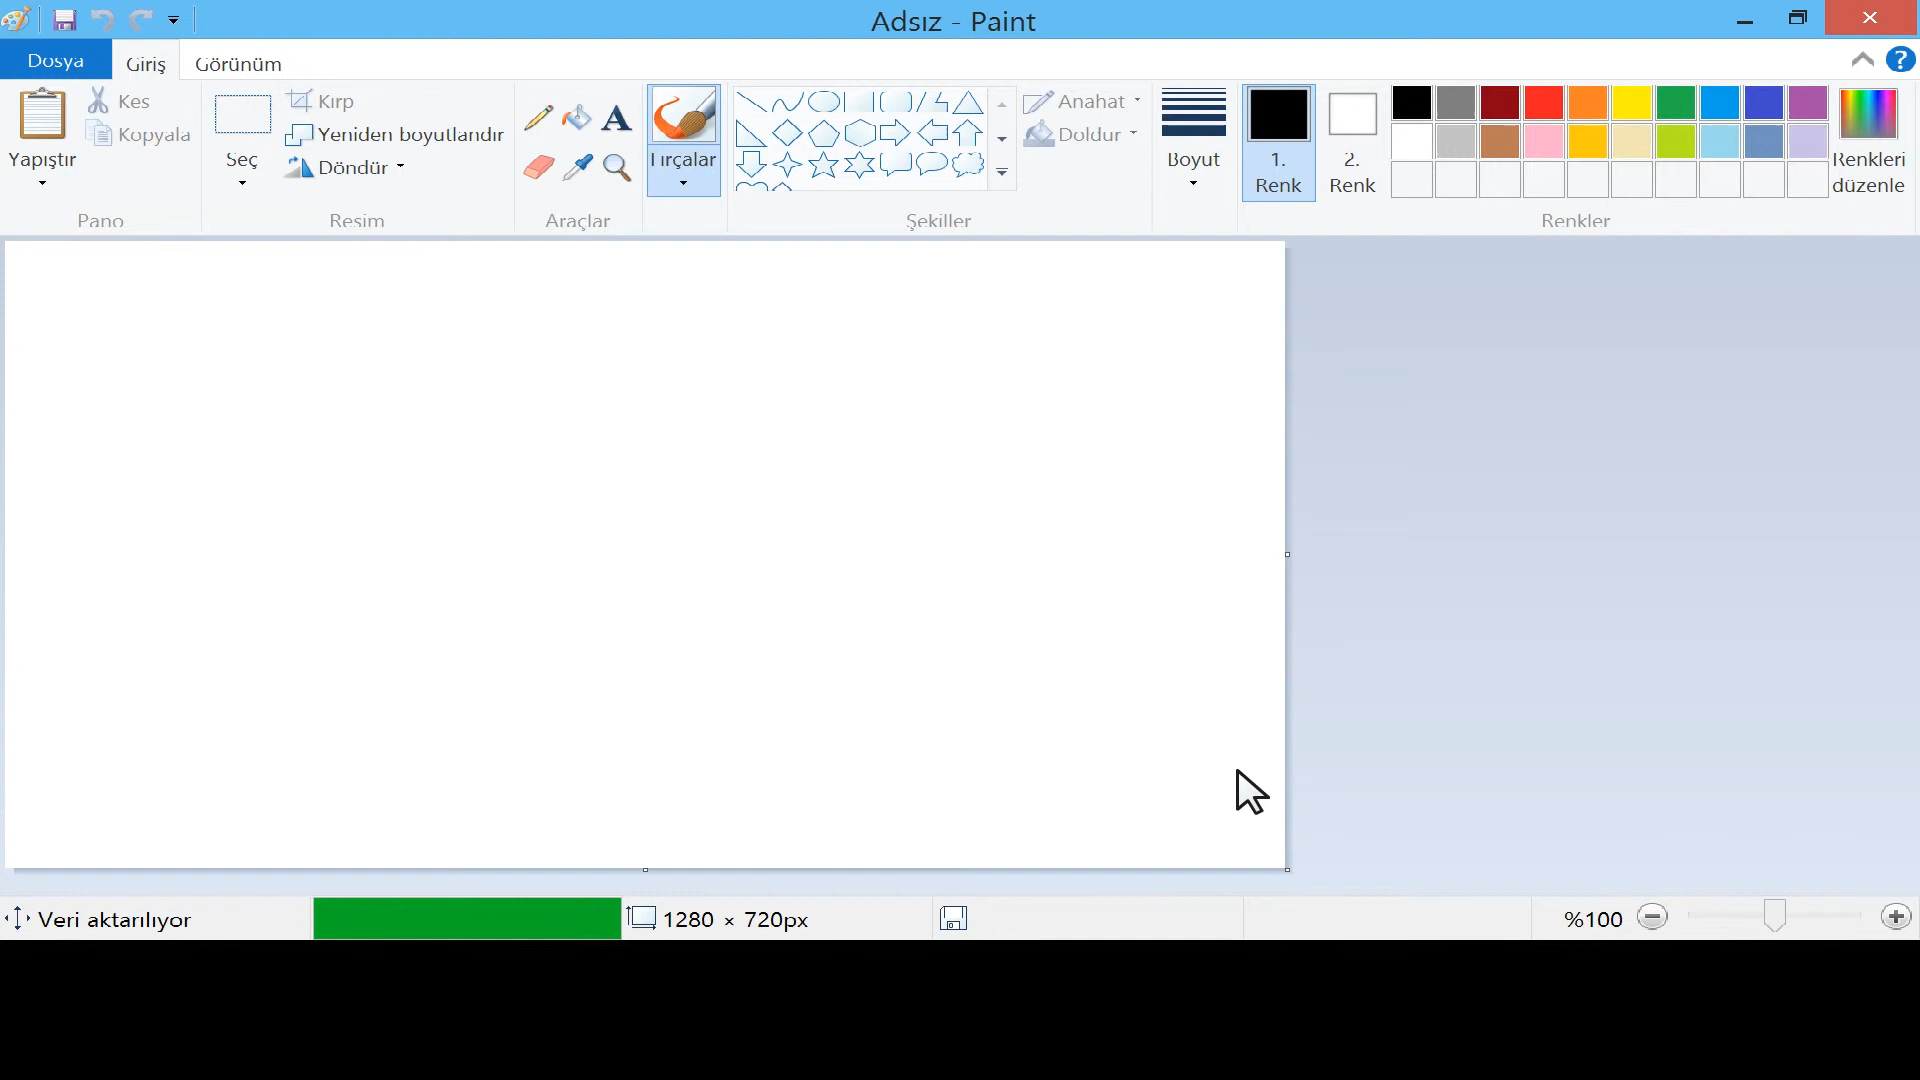 Adsız - Paint
Dosya
Giriş
Görünüm
Yapıştır
Kes
Kopyala
Pano
Seç
Kırp
Yeniden boyutlandır
Döndür
Resim
A
Araçlar
Fırçalar
Şekiller
Anahat
Doldur
Boyut
1.
Renk
2.
Renk
Renkleri
düzenle
Renkler
?
Veri aktarılıyor
1280 × 720px
%100